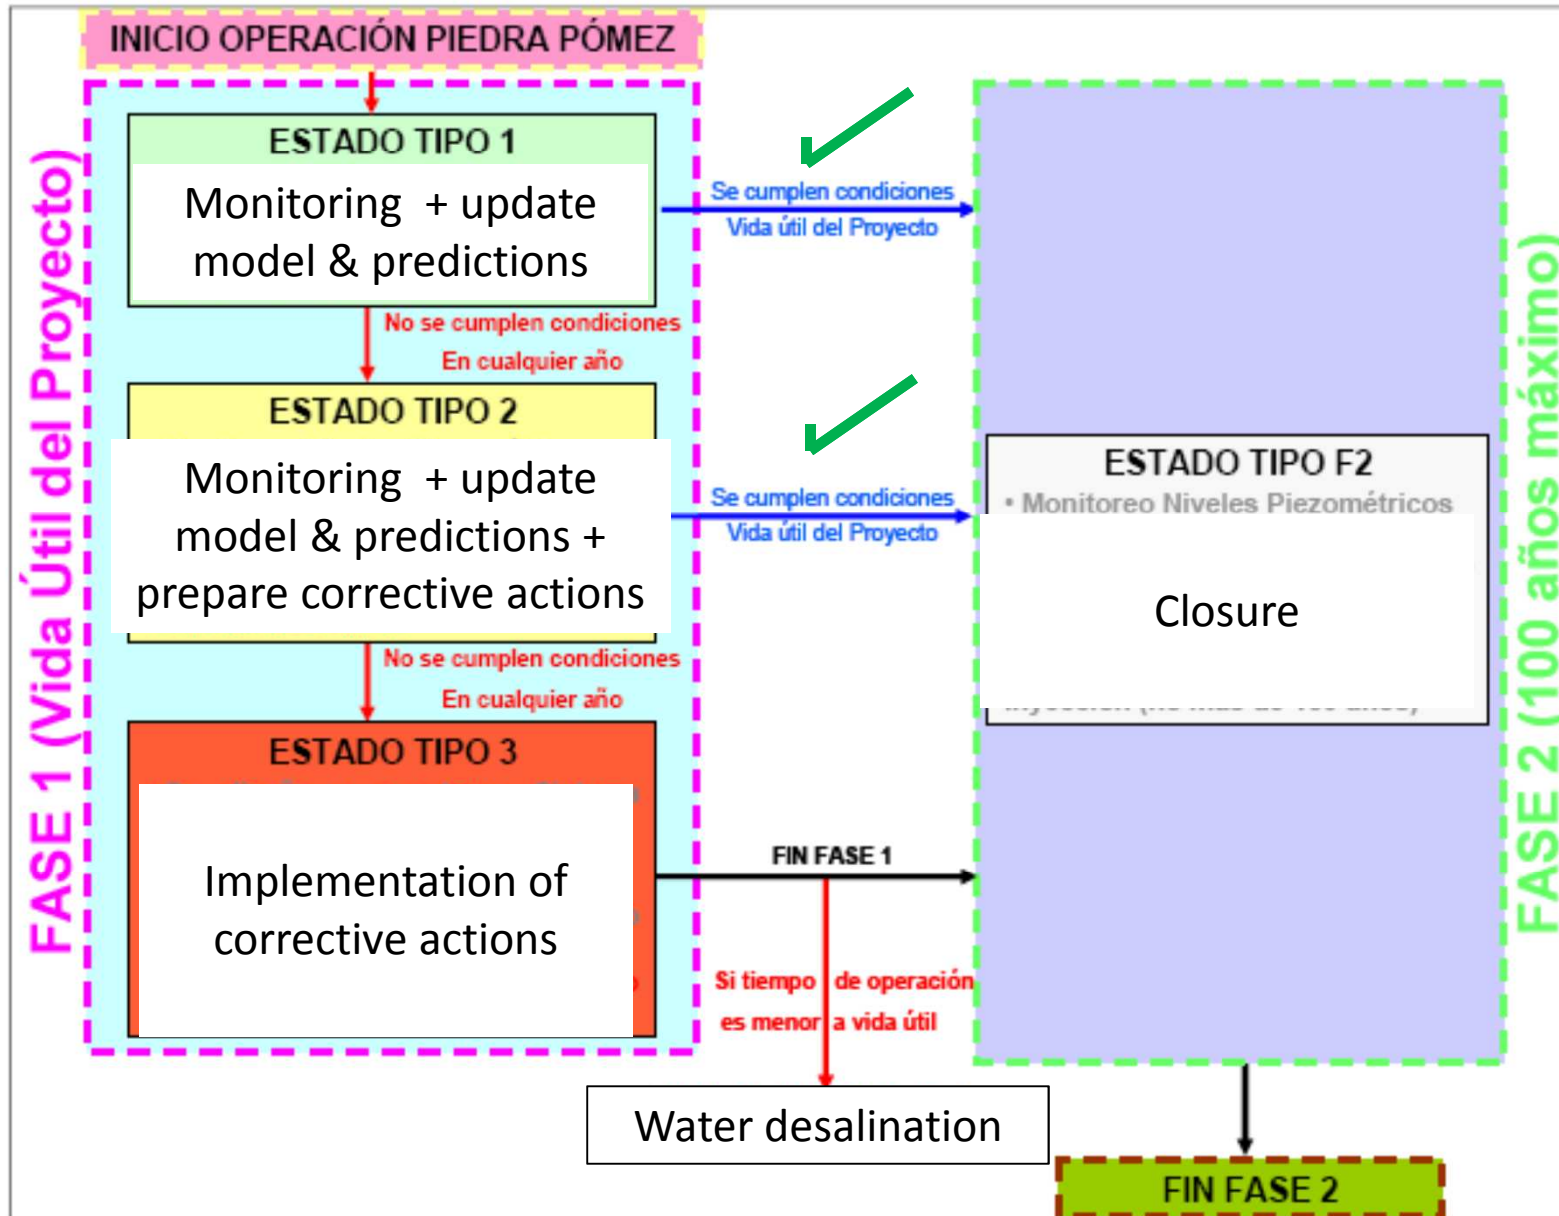 INICIO OPERACIÓN PIEDRA PÓMEZ
FASE 1 (Vida Útil del Proyecto)
ESTADO TIPO 1
Monitoring + update
model & predictions
Se cumplen condiciones
Vida útil del Proyecto
No se cumplen condiciones
En cualquier año
ESTADO TIPO 2
Monitoring + update
model & predictions +
prepare corrective actions
Se cumplen condiciones
Vida útil del Proyecto
No se cumplen condiciones
En cualquier año
ESTADO TIPO 3
Implementation of
corrective actions
FIN FASE 1
Si tiempo de operación
es menor a vida útil
Water desalination
FASE 2 (100 años máximo)
ESTADO TIPO F2
• Monitoreo Niveles Piezométricos
Closure
FIN FASE 2